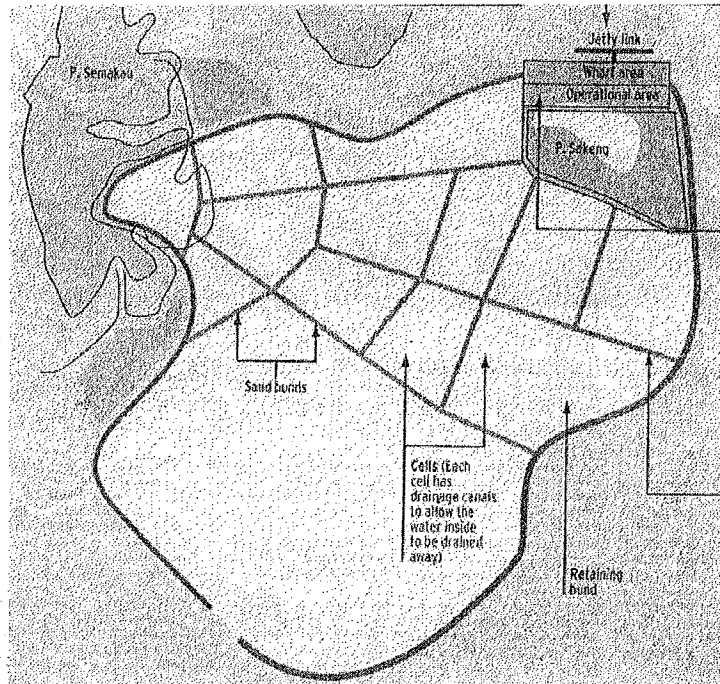 Jetty link
P. Semakau
Wharf area
Operational area
P. Sakeng
Sand bunds
Cells (Each
cell has
drainage canals
to allow the
water inside
to be drained
away)
Retaining
bund